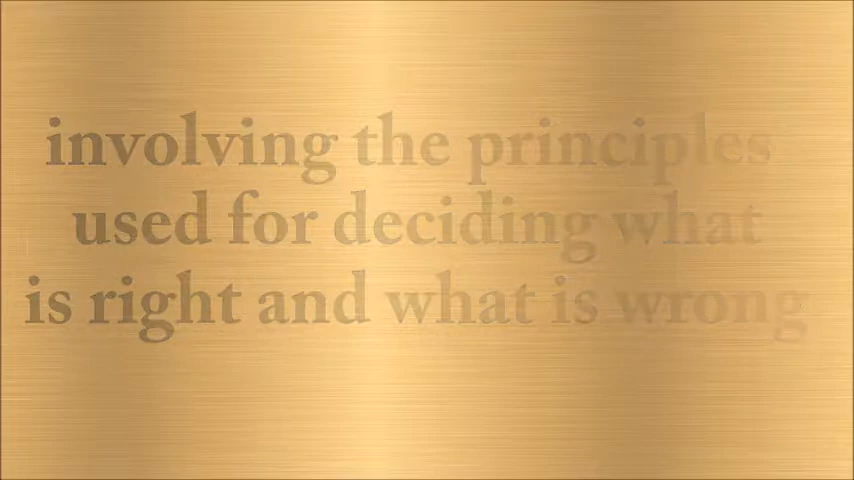 involving the principles
used for deciding what
is right and what is wrong